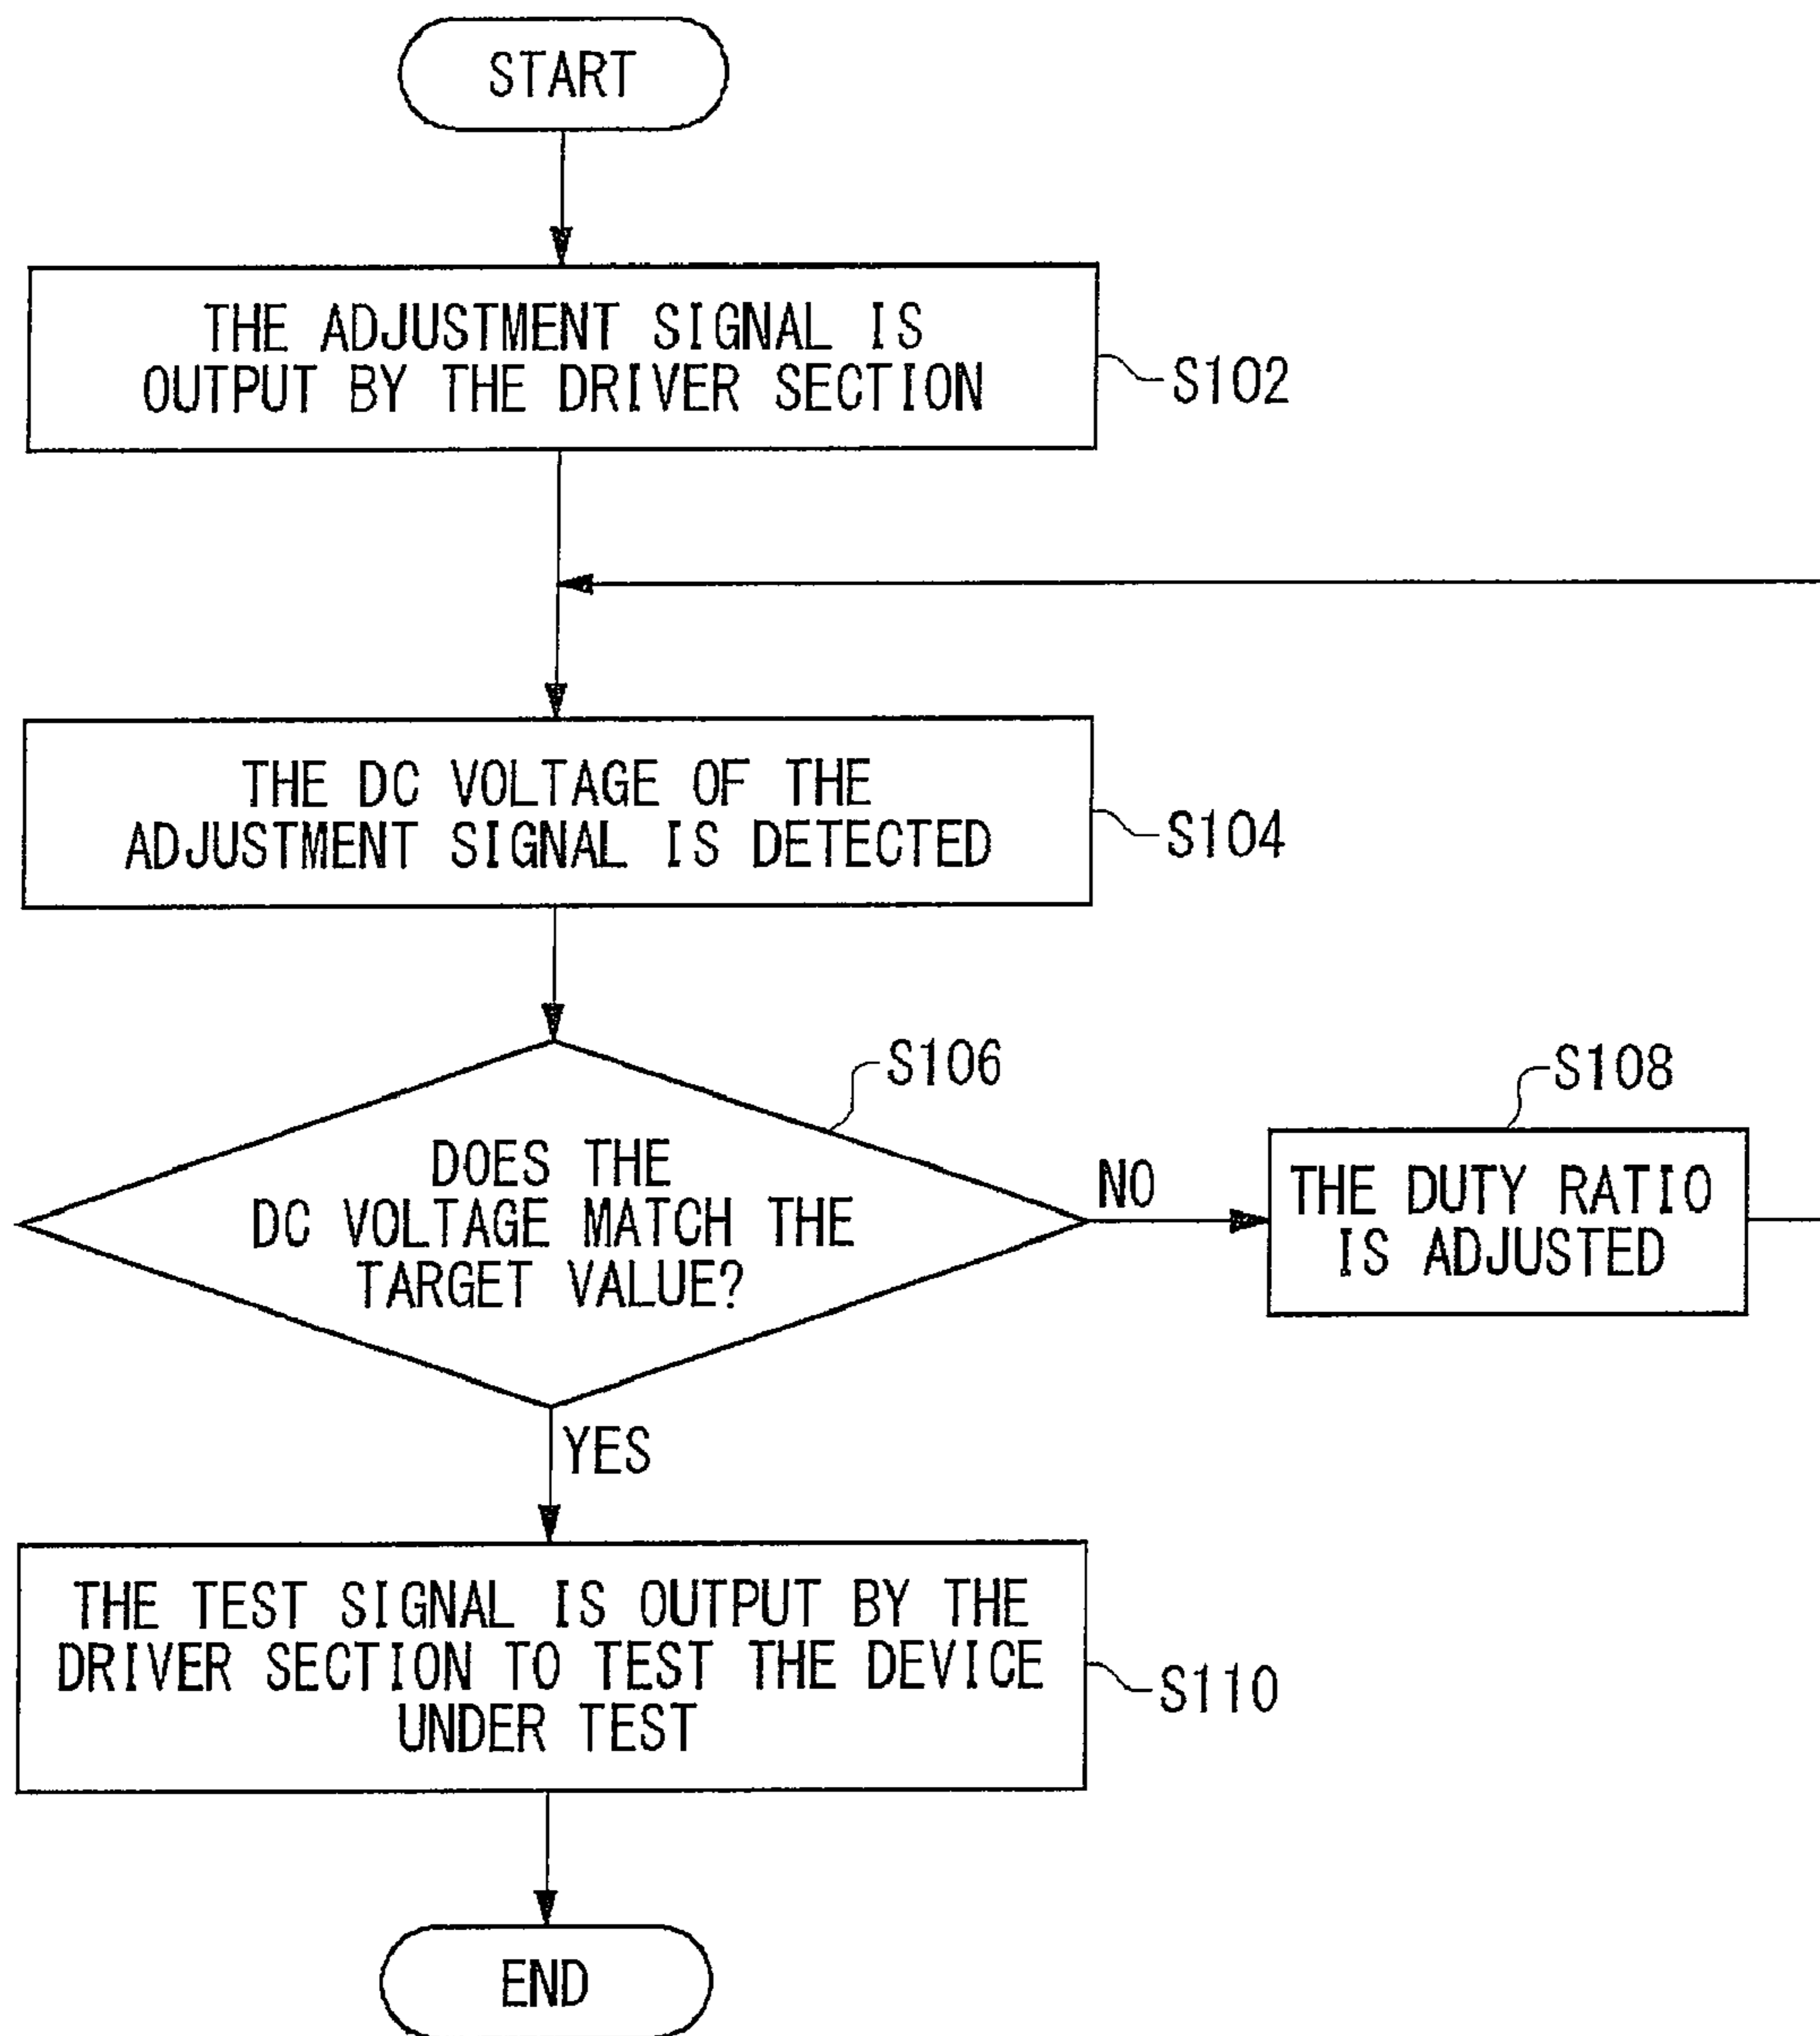 START
THE ADJUSTMENT SIGNAL IS
OUTPUT BY THE DRIVER SECTION
S102
THE DC VOLTAGE OF THE
ADJUSTMENT SIGNAL IS DETECTED
S104
S106
DOES THE
DC VOLTAGE MATCH THE
TARGET VALUE?
NO
S108
THE DUTY RATIO
IS ADJUSTED
YES
THE TEST SIGNAL IS OUTPUT BY THE
DRIVER SECTION TO TEST THE DEVICE
UNDER TEST
S110
END